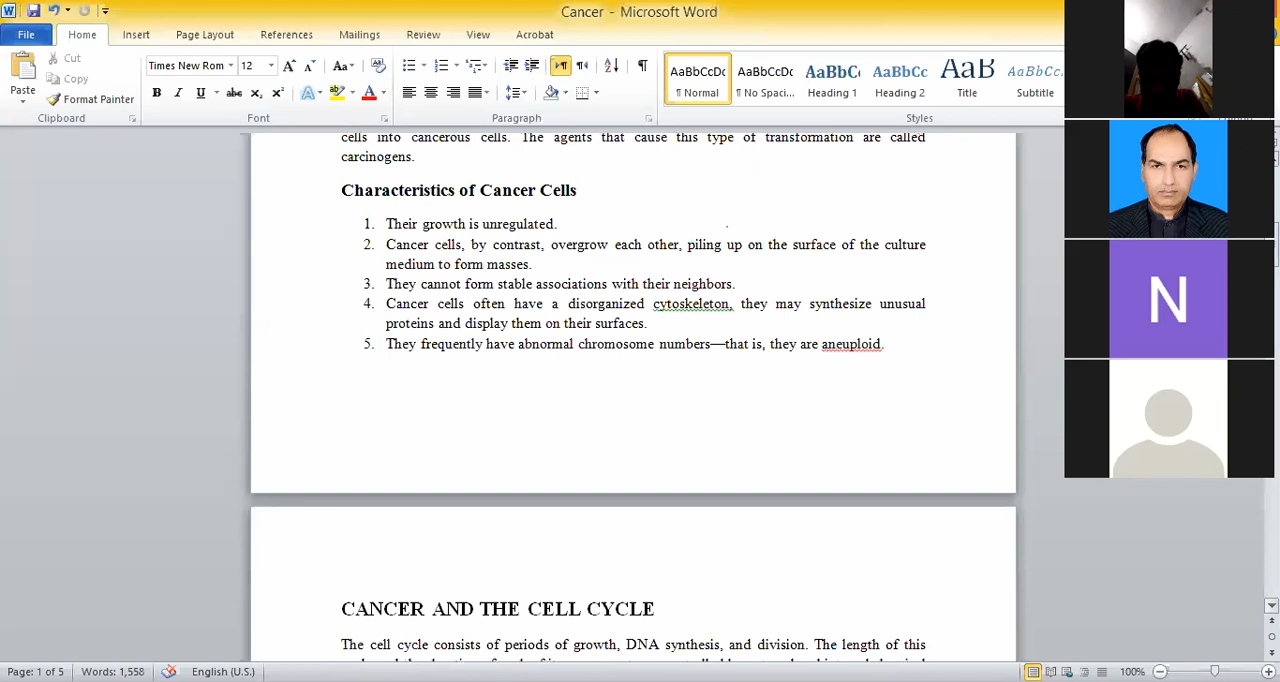 Cancer - Microsoft Word
File Home Insert Page Layout References Mailings Review View Acrobat
Paste
Cut
Copy
Format Painter
Clipboard
Times New Rom 12
Font
Paragraph
AaBbCcDc AaBbCcDc AaBbC AaBbCc AaB AaBbCc.
¶ Normal ¶ No Spaci... Heading 1 Heading 2 Title Subtitle
Styles
cells into cancerous cells. The agents that cause this type of transformation are called
carcinogens.
Characteristics of Cancer Cells
1. Their growth is unregulated.
2. Cancer cells, by contrast, overgrow each other, piling up on the surface of the culture
medium to form masses.
3. They cannot form stable associations with their neighbors.
4. Cancer cells often have a disorganized cytoskeleton, they may synthesize unusual
proteins and display them on their surfaces.
5. They frequently have abnormal chromosome numbers—that is, they are aneuploid.
CANCER AND THE CELL CYCLE
The cell cycle consists of periods of growth, DNA synthesis, and division. The length of this
N
Page: 1 of 5 Words: 1,558 English (U.S.) 100%